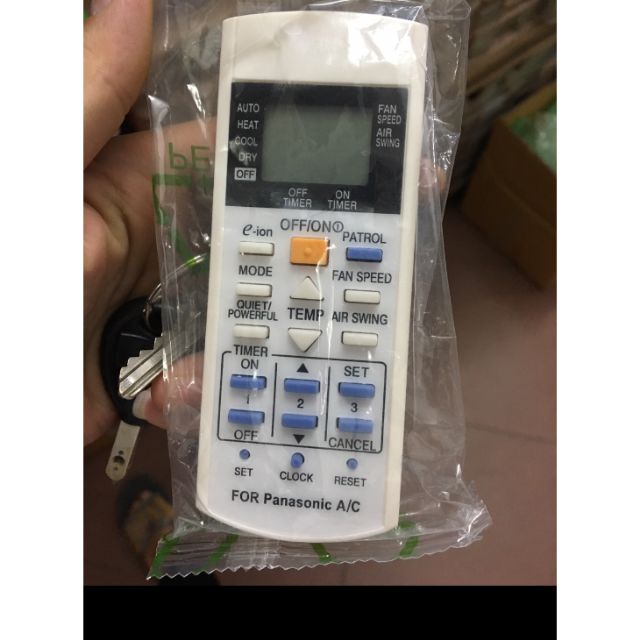 AUTO
HEAT
COOL
DRY
OFF
FAN
SPEED
AIR
SWING
OFF
TIMER
ON
TIMER
OFF/ON
e-ion
PATROL
MODE
FAN SPEED
QUIET/
POWERFUL
TEMP
AIR SWING
TIMER
ON
SET
1
2
3
OFF
CANCEL
SET
CLOCK
RESET
FOR Panasonic A/C